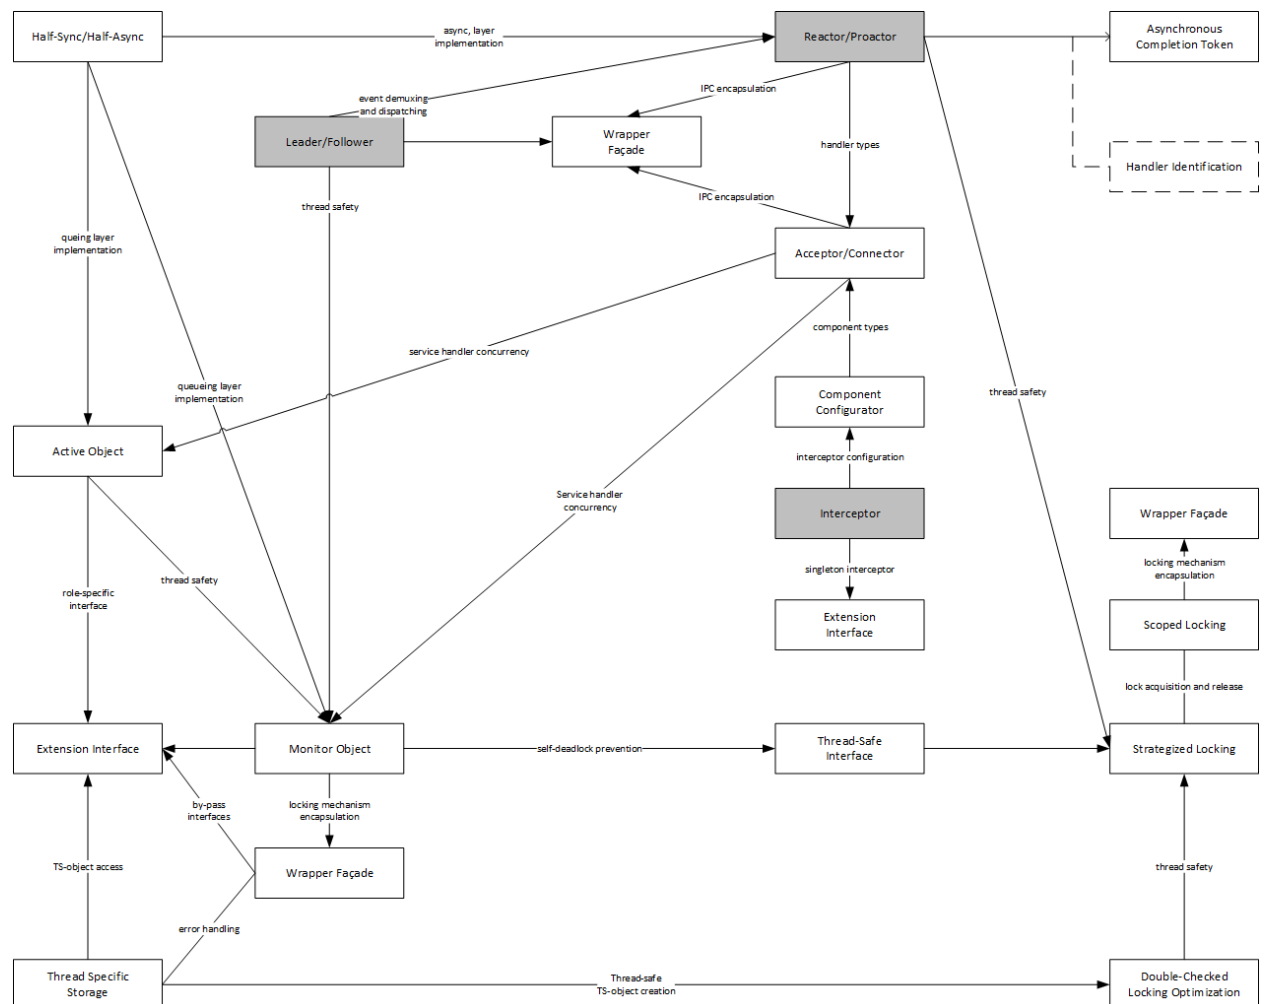 Half-Sync/Half-Async
async, layer
implementation
Reactor/Proactor
Asynchronous
Completion Token
IPC encapsulation
event demuxing
and dispatching
Leader/Follower
Wrapper
Façade
handler types
Handler Identification
IPC encapsulation
thread safety
queing layer
implementation
Acceptor/Connector
component types
service handler concurrency
queueing layer
implementation
thread safety
Component
Configurator
Active Object
interceptor configuration
Service handler
concurrency
Interceptor
Wrapper Façade
singleton interceptor
locking mechanism
encapsulation
thread safety
role-specific
interface
Extension
Interface
Scoped Locking
lock acquisition and release
Extension Interface
Monitor Object
self-deadlock prevention
Thread-Safe
Interface
Strategized Locking
by-pass
interfaces
locking mechanism
encapsulation
TS-object access
Wrapper Façade
thread safety
error handling
Thread Specific
Storage
Thread-safe
TS-object creation
Double-Checked
Locking Optimization